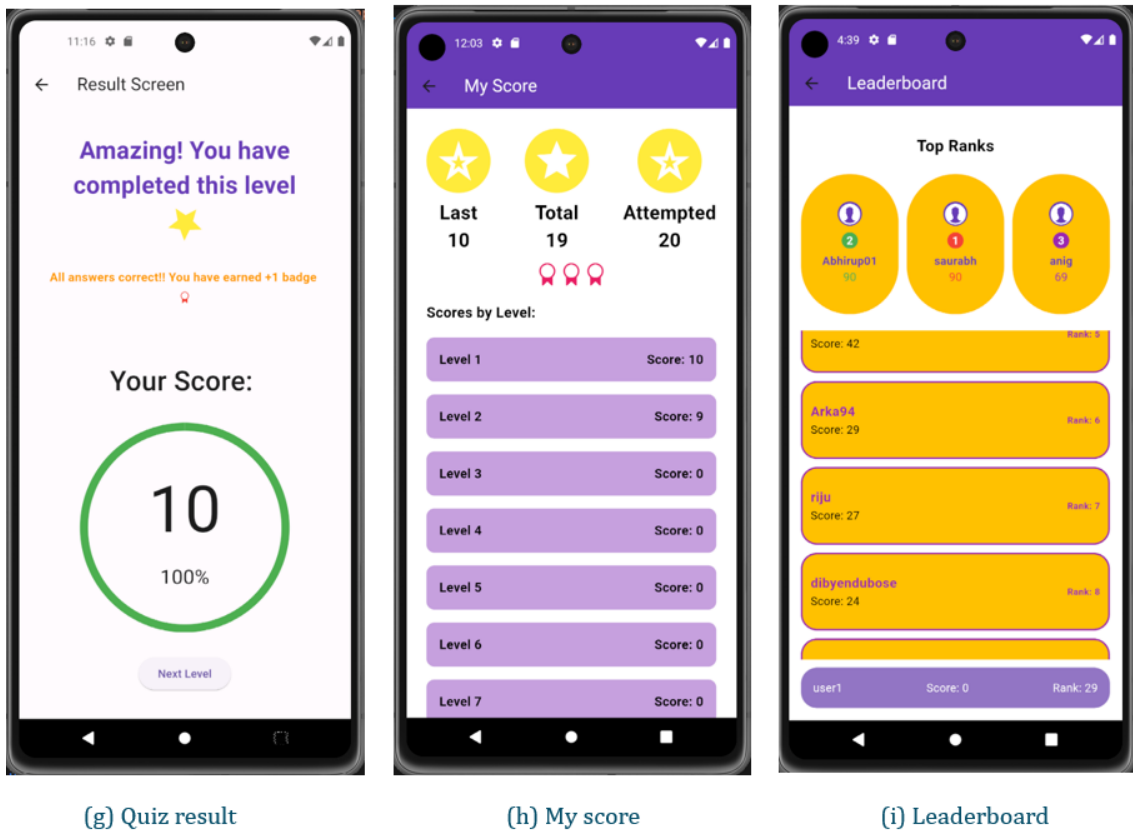 11:16
Result Screen
Amazing! You have
completed this level
All answers correct!! You have earned +1 badge
Your Score:
10
100%
Next Level
(g) Quiz result
12:03
My Score
Last Total Attempted
10 19 20
Scores by Level:
Level 1 Score: 10
Level 2 Score: 9
Level 3 Score: 0
Level 4 Score: 0
Level 5 Score: 0
Level 6 Score: 0
Level 7 Score: 0
(h) My score
4:39
Leaderboard
Top Ranks
2 1 3
Abhirup01 saurabh anig
90 90 69
Rank: 5
Score: 42
Arka94
Rank: 6
Score: 29
riju
Rank: 7
Score: 27
dibyendubose
Rank: 8
Score: 24
user1 Score: 0 Rank: 29
(i) Leaderboard